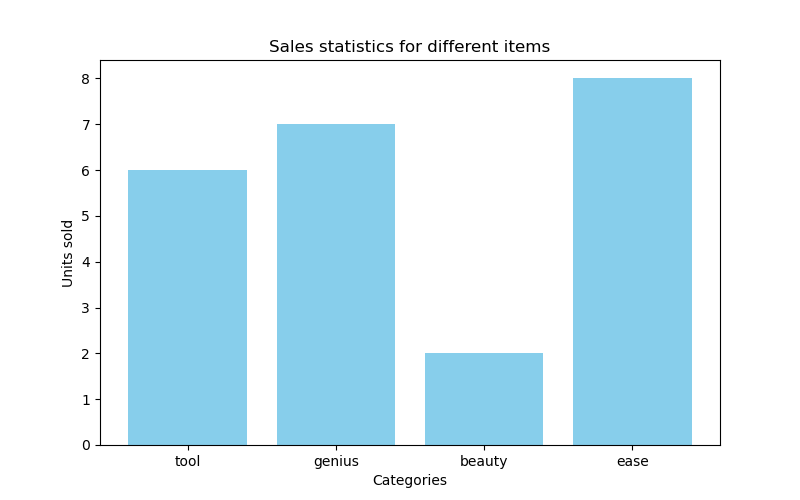 Sales statistics for different items
8
7
6
5
4
3
2
1
0
Units sold
tool genius beauty ease
Categories